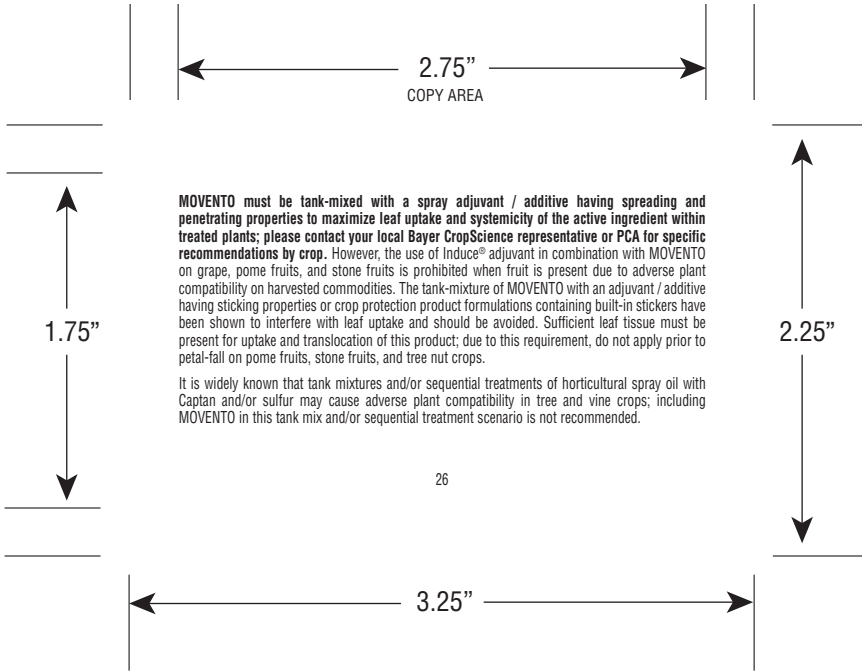 2.75”
COPY AREA
MOVENTO must be tank-mixed with a spray adjuvant / additive having spreading and
penetrating properties to maximize leaf uptake and systemicity of the active ingredient within
treated plants; please contact your local Bayer CropScience representative or PCA for specific
recommendations by crop. However, the use of Induce® adjuvant in combination with MOVENTO
on grape, pome fruits, and stone fruits is prohibited when fruit is present due to adverse plant
compatibility on harvested commodities. The tank-mixture of MOVENTO with an adjuvant / additive
having sticking properties or crop protection product formulations containing built-in stickers have
been shown to interfere with leaf uptake and should be avoided. Sufficient leaf tissue must be
present for uptake and translocation of this product; due to this requirement, do not apply prior to
petal-fall on pome fruits, stone fruits, and tree nut crops.
It is widely known that tank mixtures and/or sequential treatments of horticultural spray oil with
Captan and/or sulfur may cause adverse plant compatibility in tree and vine crops; including
MOVENTO in this tank mix and/or sequential treatment scenario is not recommended.
1.75”
2.25”
26
3.25”